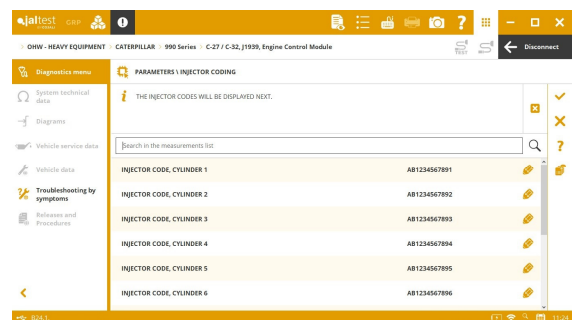 jaltest OHW
!
?
OHW - HEAVY EQUIPMENT > CATERPILLAR > 990 Series > C-27 / C-32, J1939, Engine Control Module
TEST
Disconnect
Diagnostics menu
PARAMETERS \ INJECTOR CODING
System technical data
THE INJECTOR CODES WILL BE DISPLAYED NEXT.
Diagrams
Vehicle service data
Search in the measurements list
?
Vehicle data
INJECTOR CODE, CYLINDER 1 AB1234567891
Troubleshooting by symptoms
INJECTOR CODE, CYLINDER 2 AB1234567892
Releases and Procedures
INJECTOR CODE, CYLINDER 3 AB1234567893
INJECTOR CODE, CYLINDER 4 AB1234567894
INJECTOR CODE, CYLINDER 5 AB1234567895
INJECTOR CODE, CYLINDER 6 AB1234567896
824.1.
11:24